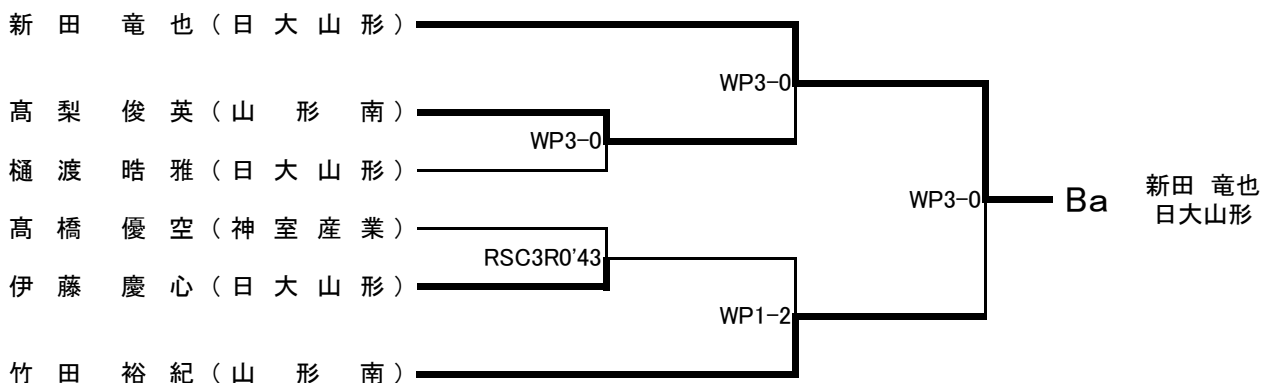 新田 竜也(日大山形)
WP3-0
髙梨 俊英(山形南)
WP3-0
樋渡 晧雅(日大山形)
WP3-0
Ba
新田 竜也
日大山形
髙橋 優空(神室産業)
RSC3R0'43
伊藤 慶心(日大山形)
WP1-2
竹田 裕紀(山形南)